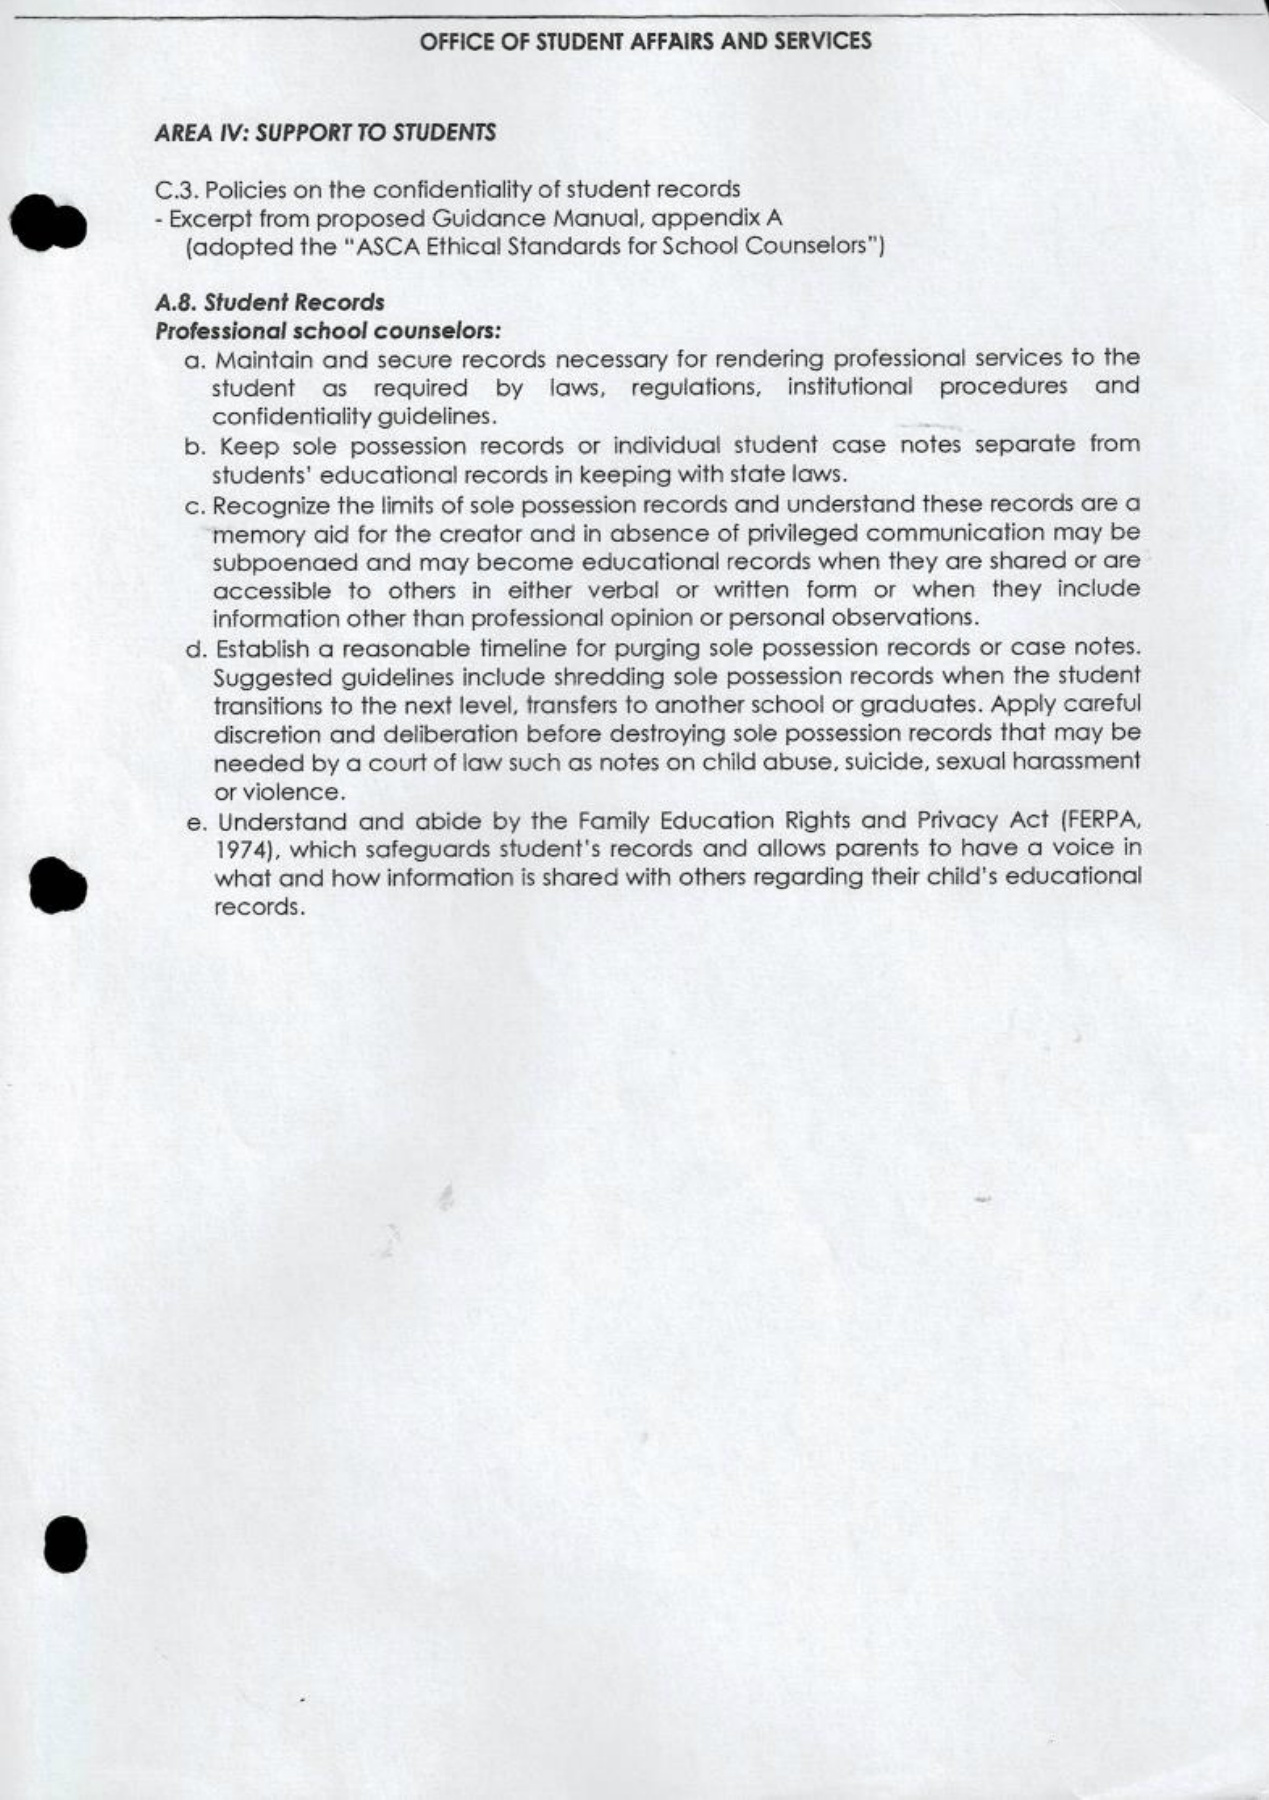 OFFICE OF STUDENT AFFAIRS AND SERVICES
AREA IV: SUPPORT TO STUDENTS
C.3. Policies on the confidentiality of student records
- Excerpt from proposed Guidance Manual, appendix A
(adopted the "ASCA Ethical Standards for School Counselors")
A.8. Student Records
Professional school counselors:
a. Maintain and secure records necessary for rendering professional services to the
student as required by laws, regulations, institutional procedures and
confidentiality guidelines.
b. Keep sole possession records or individual student case notes separate from
students' educational records in keeping with state laws.
c. Recognize the limits of sole possession records and understand these records are a
memory aid for the creator and in absence of privileged communication may be
subpoenaed and may become educational records when they are shared or are
accessible to others in either verbal or written form or when they include
information other than professional opinion or personal observations.
d. Establish a reasonable timeline for purging sole possession records or case notes.
Suggested guidelines include shredding sole possession records when the student
transitions to the next level, transfers to another school or graduates. Apply careful
discretion and deliberation before destroying sole possession records that may be
needed by a court of law such as notes on child abuse, suicide, sexual harassment
or violence.
e. Understand and abide by the Family Education Rights and Privacy Act (FERPA,
1974), which safeguards student's records and allows parents to have a voice in
what and how information is shared with others regarding their child's educational
records.